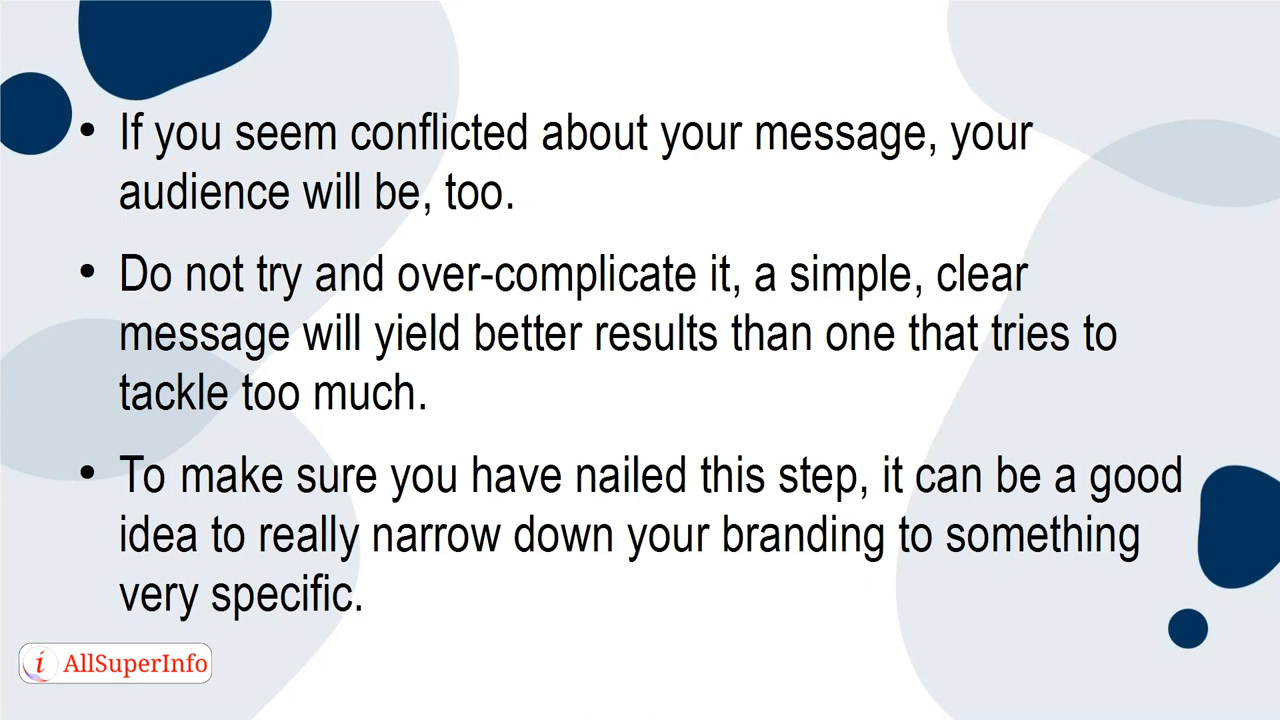 • If you seem conflicted about your message, your
audience will be, too.
• Do not try and over-complicate it, a simple, clear
message will yield better results than one that tries to
tackle too much.
• To make sure you have nailed this step, it can be a good
idea to really narrow down your branding to something
very specific.
i AllSuperInfo